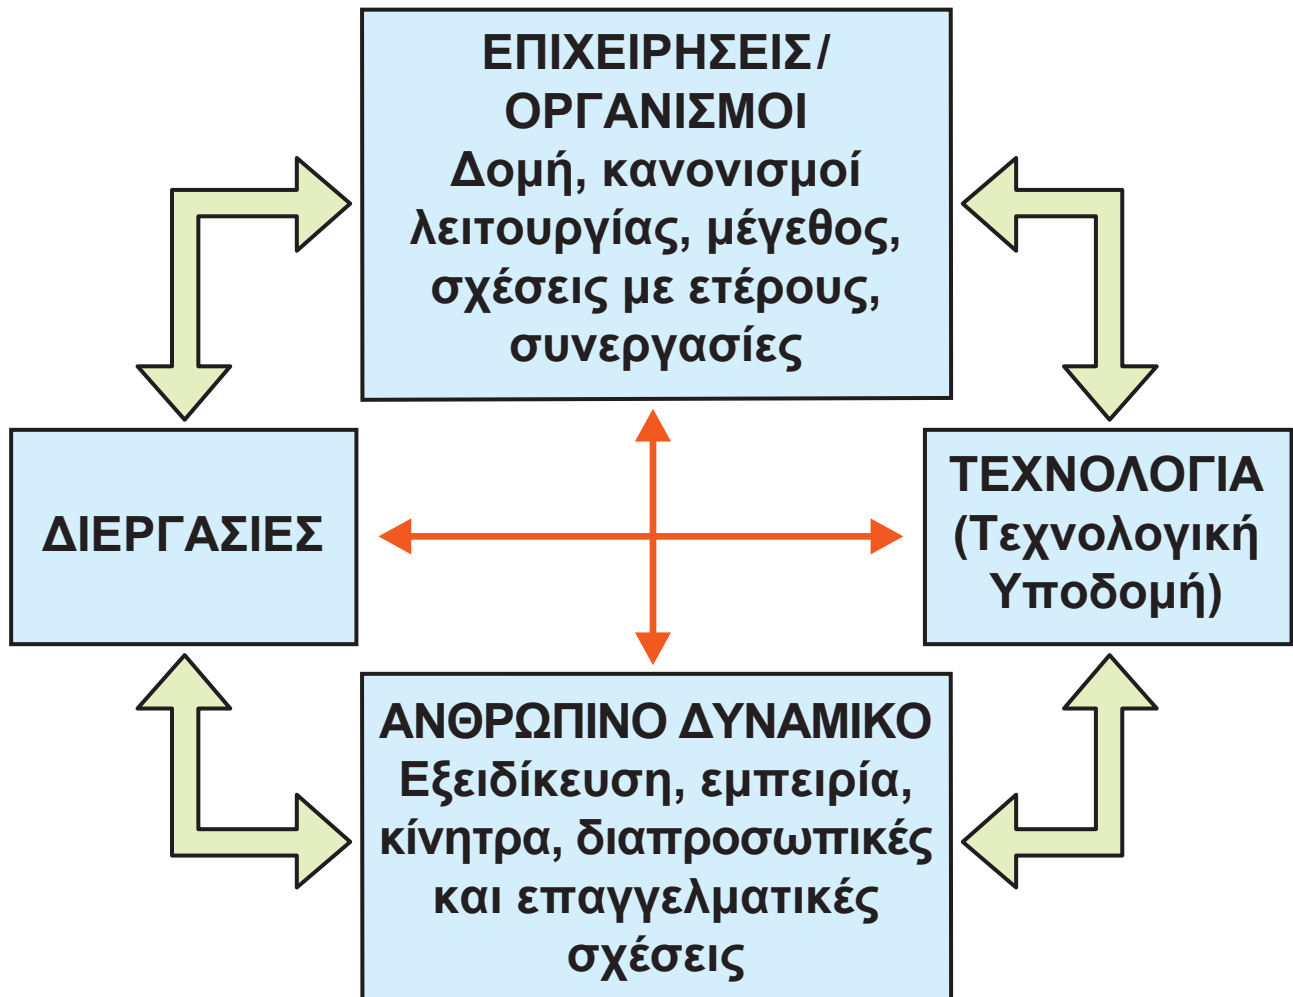 ΕΠΙΧΕΙΡΗΣΕΙΣ/
ΟΡΓΑΝΙΣΜΟΙ
Δομή, κανονισμοί
λειτουργίας, μέγεθος,
σχέσεις με ετέρους,
συνεργασίες
ΔΙΕΡΓΑΣΙΕΣ
ΤΕΧΝΟΛΟΓΙΑ
(Τεχνολογική
Υποδομή)
ΑΝΘΡΩΠΙΝΟ ΔΥΝΑΜΙΚΟ
Εξειδίκευση, εμπειρία,
κίνητρα, διαπροσωπικές
και επαγγελματικές
σχέσεις